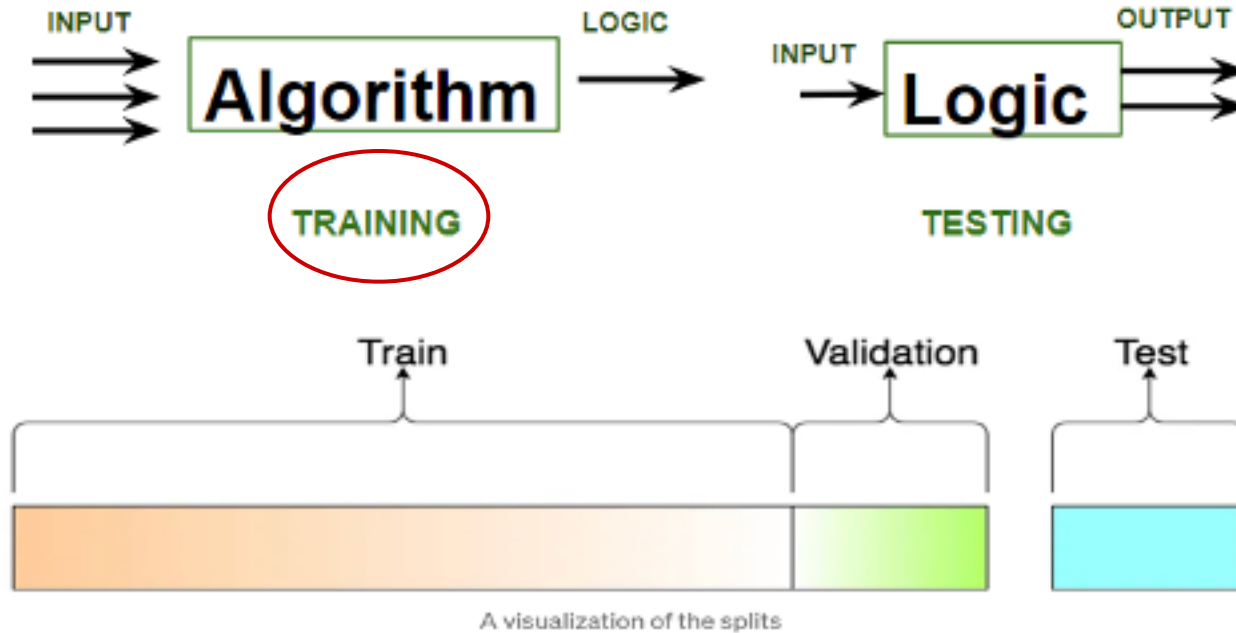 INPUT
LOGIC
OUTPUT
INPUT
Algorithm
Logic
TRAINING
TESTING
Train
Validation
Test
A visualization of the splits